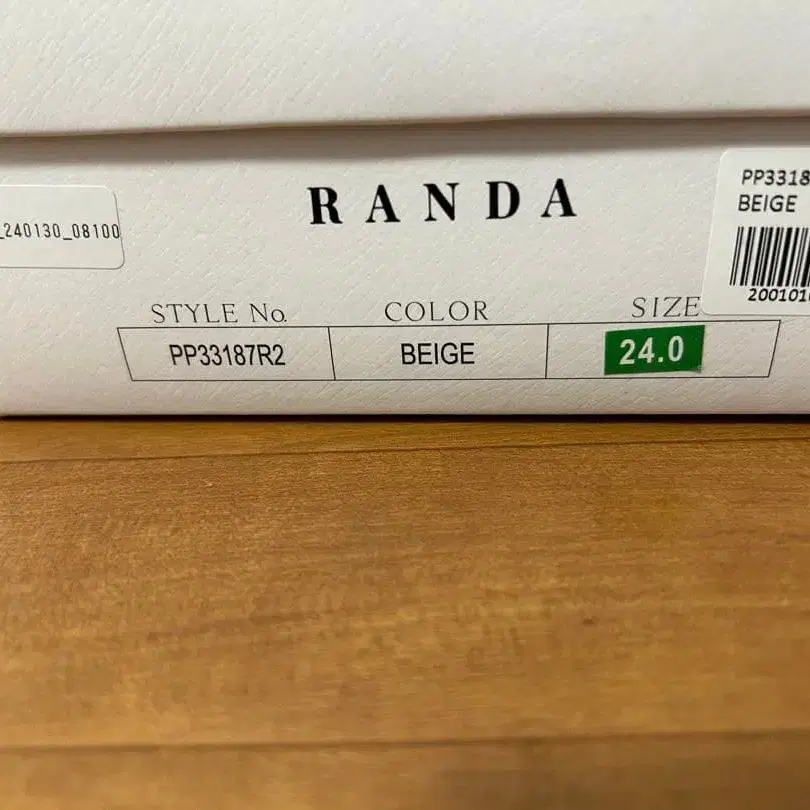 RANDA
_240130_08100
PP3318
BEIGE
200101
STYLE No. COLOR SIZE
PP33187R2 BEIGE 24.0